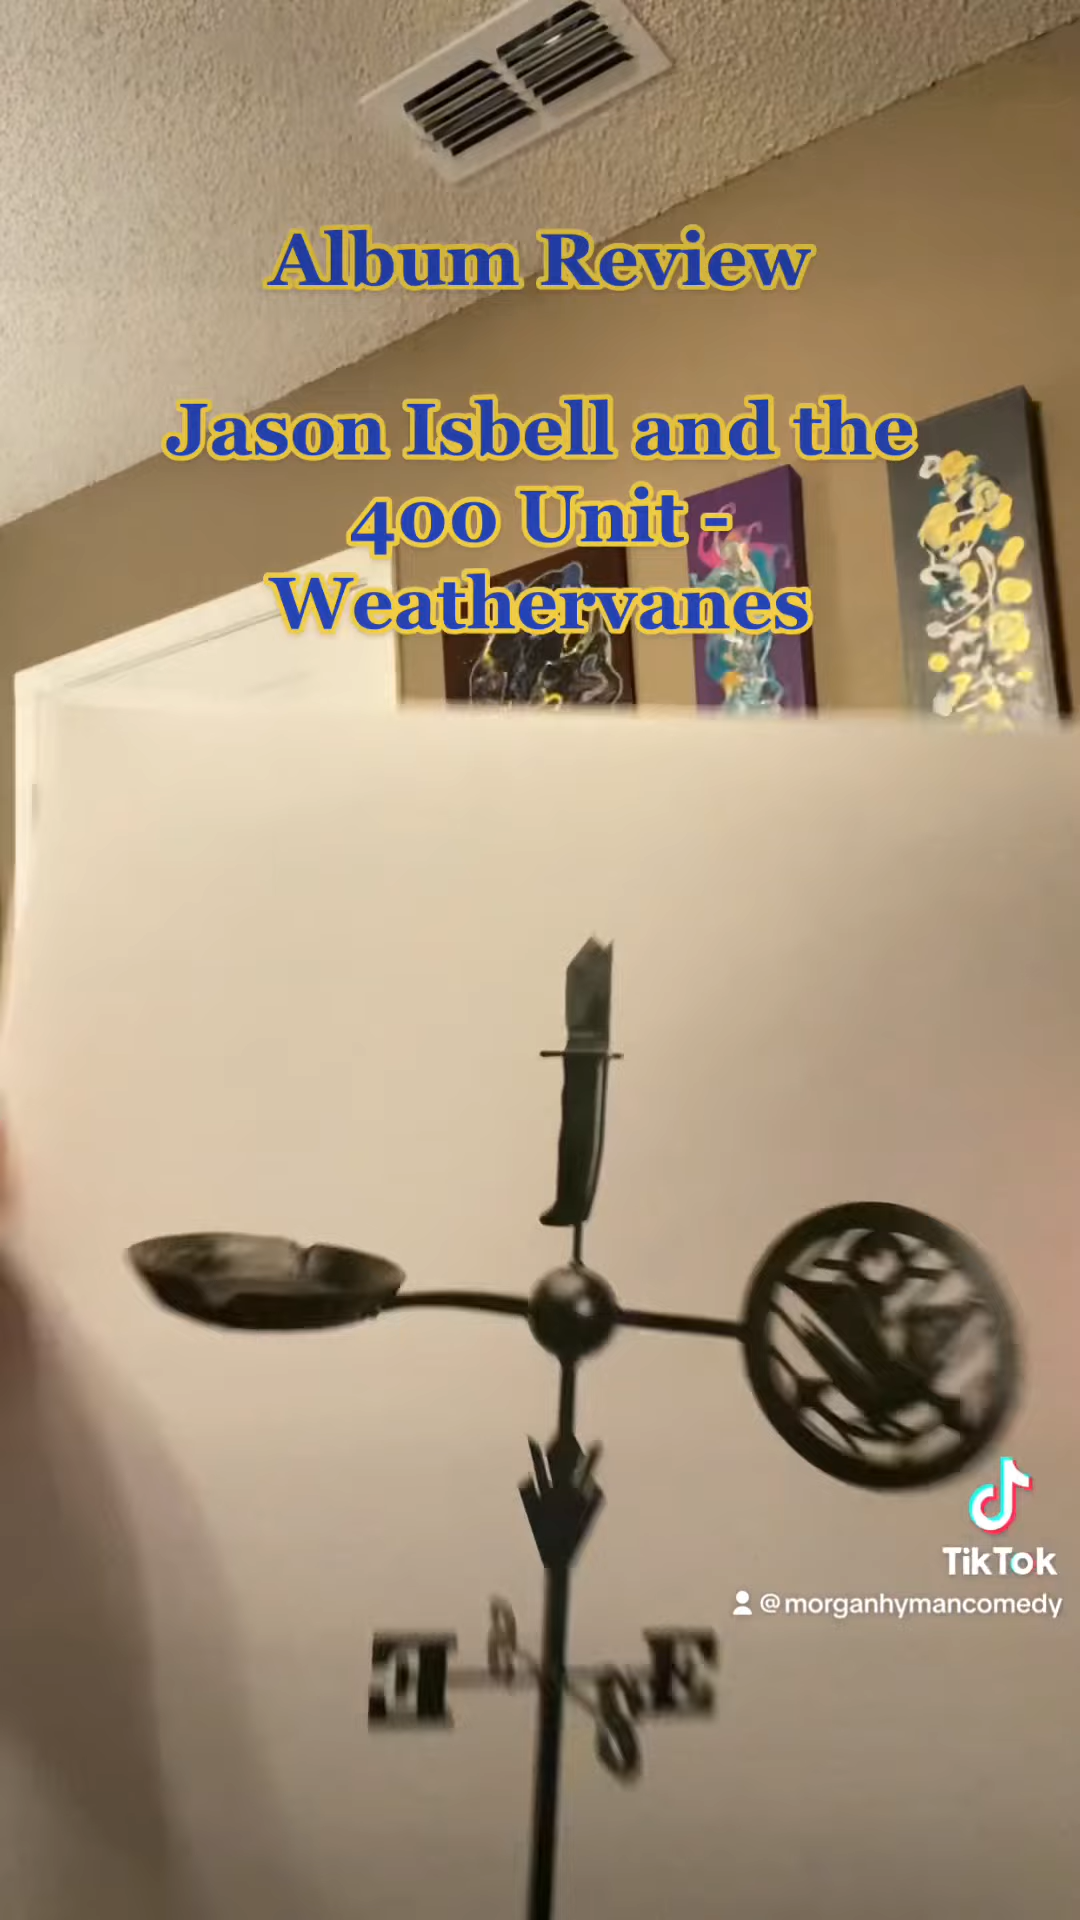 Album Review
Jason Isbell and the
400 Unit -
Weathervanes
TikTok
@morganhymancomedy